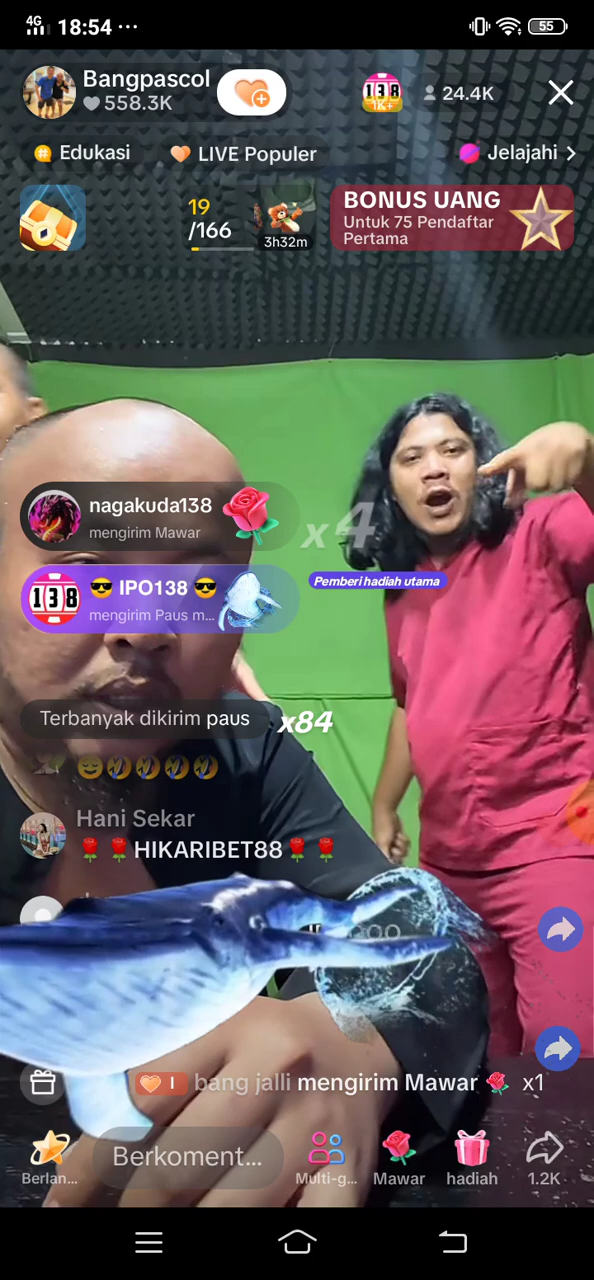 4G 18:54 ••• 55
Bangpascol
558.3K
138
1K+
24.4K
Edukasi
LIVE Populer
Jelajahi
19
/166
3h32m
BONUS UANG
Untuk 75 Pendaftar
Pertama
nagakuda138
mengirim Mawar
x4
Pemberi hadiah utama
138
IPO138
mengirim Paus m...
Terbanyak dikirim paus x84
Hani Sekar
HIKARIBET88
I bang jalli mengirim Mawar x1
Berkoment...
Berlan...
Multi-g...
Mawar
hadiah
1.2K